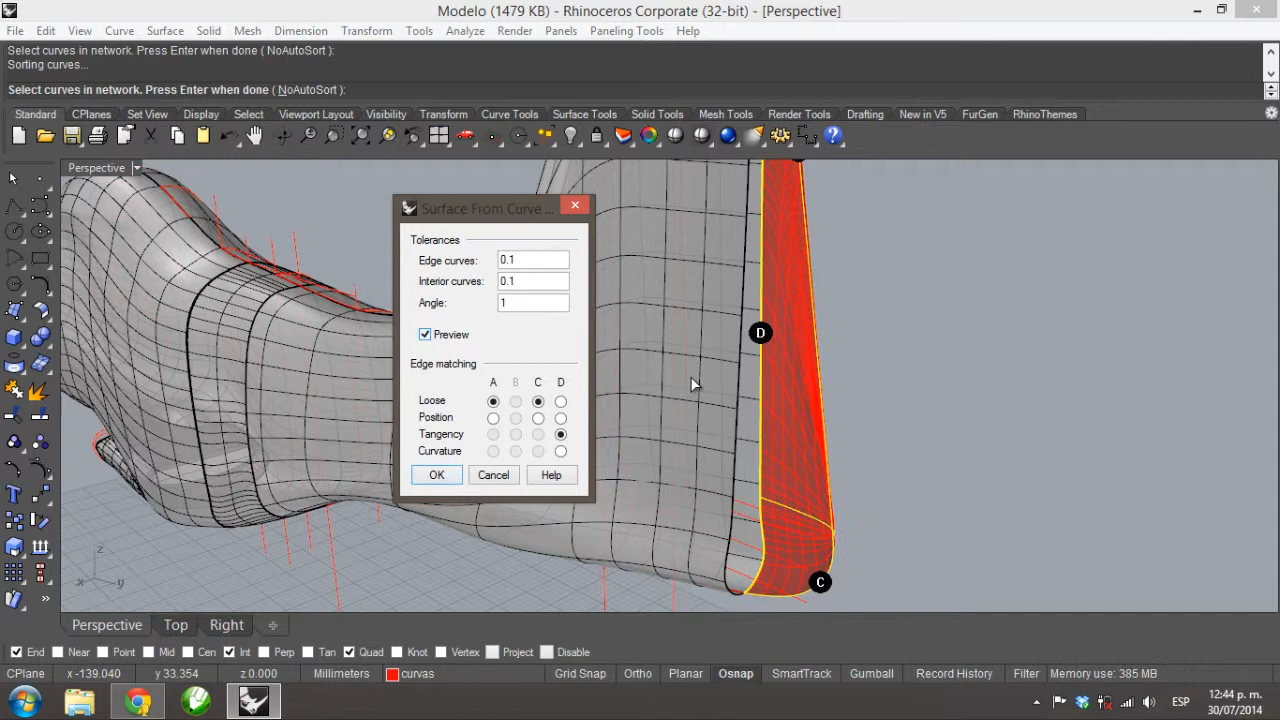 Modelo (1479 KB) - Rhinoceros Corporate (32-bit) - [Perspective]
File Edit View Curve Surface Solid Mesh Dimension Transform Tools Analyze Render Panels Paneling Tools Help
Select curves in network. Press Enter when done ( NoAutoSort ):
Sorting curves...
Select curves in network. Press Enter when done ( NoAutoSort ):
Standard CPlanes Set View Display Select Viewport Layout Visibility Transform Curve Tools Surface Tools Solid Tools Mesh Tools Render Tools Drafting New in V5 FurGen RhinoThemes
Perspective
Surface From Curve ...
Tolerances
Edge curves: 0.1
Interior curves: 0.1
Angle: 1
Preview
Edge matching
A B C D
Loose
Position
Tangency
Curvature
OK Cancel Help
D
C
z
x y
Perspective Top Right
End Near Point Mid Cen Int Perp Tan Quad Knot Vertex Project Disable
CPlane x -139.040 y 33.354 z 0.000 Millimeters curvas Grid Snap Ortho Planar Osnap SmartTrack Gumball Record History Filter Memory use: 385 MB
ESP 12:44 p. m.
30/07/2014